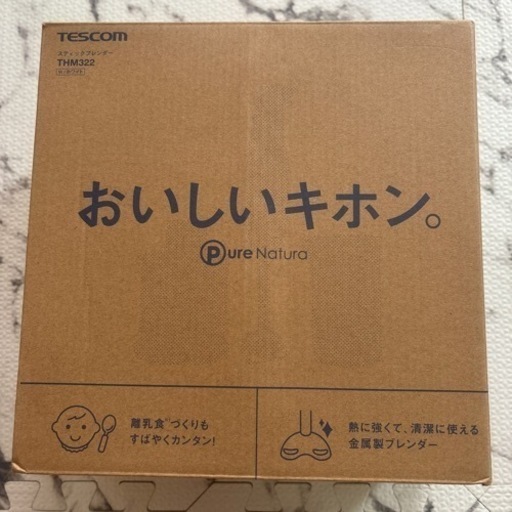 TESCOM
スティックブレンダー
THM322
おいしいキホン。
Pure Natura
離乳食づくりも
すばやくカンタン!
熱に強くて、清潔に使える
金属製ブレンダー